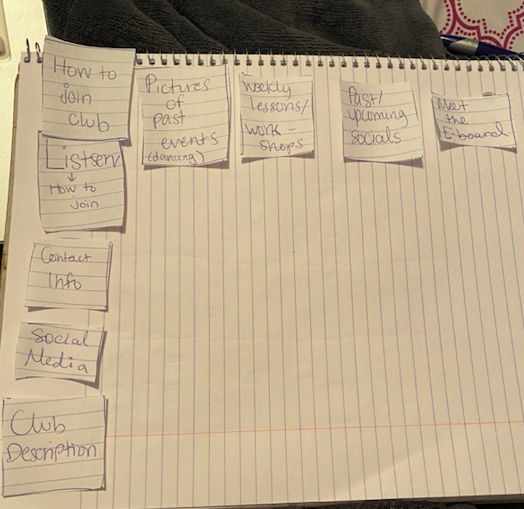 How to
join
club
Listserv
↓
How to
join
Contact
Info
Social
Media
Club
Description
Pictures
of
past
events
(dancing)
Weekly
lessons/
work-
shops
Past/
upcoming
socials
Meet
the
E-board